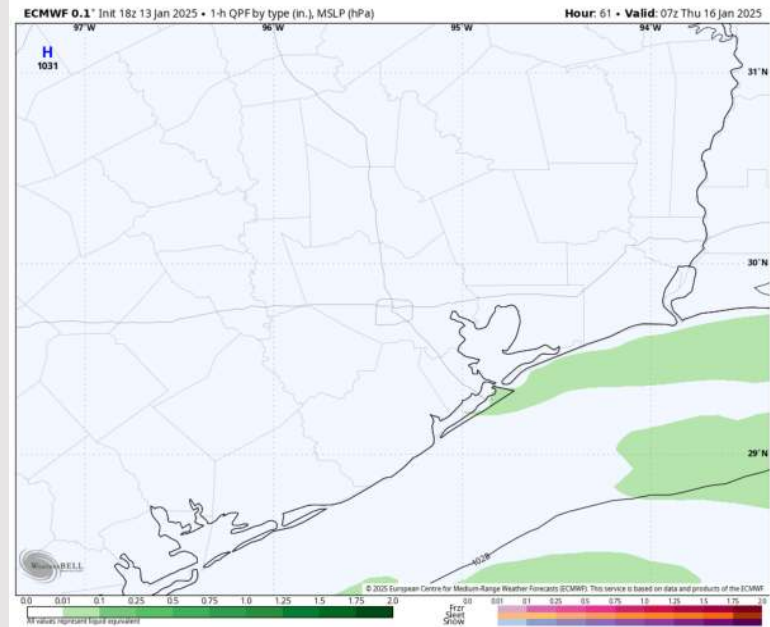 ECMWF 0.1° Init 18z 13 Jan 2025 • 1-h QPF by type (in.), MSLP (hPa)
Hour: 61 • Valid: 07z Thu 16 Jan 2025
97°W 96°W 95°W 94°W
H
1031
31°N
30°N
29°N
1028
WeatherBELL
© 2025 European Centre for Medium-Range Weather Forecasts (ECMWF). This service is based on data and products of the ECMWF
0.0 0.01 0.1 0.25 0.5 0.75 1.0 1.25 1.5 1.75 2.0
All values represent liquid equivalent
0.0 0.01 0.1 0.25 0.5 0.75 1.0 1.25 1.5 1.75 2.0
Frzr
Sleet
Snow